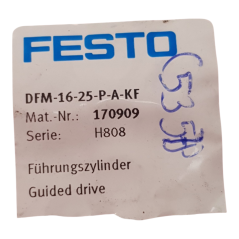 FESTO
DFM-16-25-P-A-KF
Mat.-Nr.: 170909
Serie: H808
Führungszylinder
Guided drive